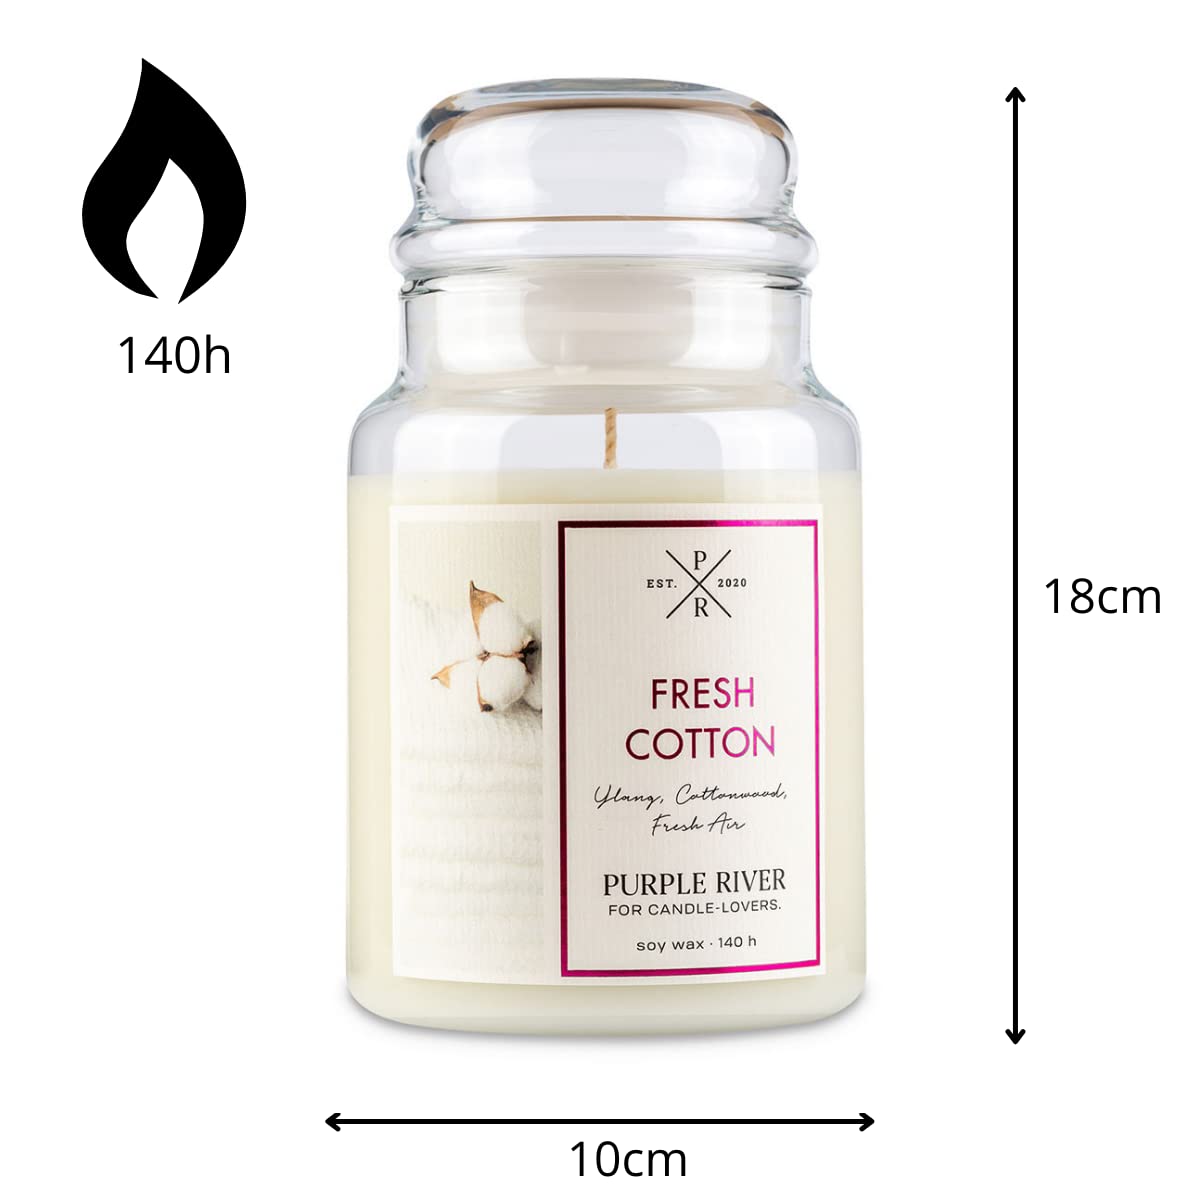 140h
P
EST. 2020
R
FRESH
COTTON
Ylang, Cottonwood,
Fresh Air
PURPLE RIVER
FOR CANDLE-LOVERS.
soy wax · 140 h
18cm
10cm